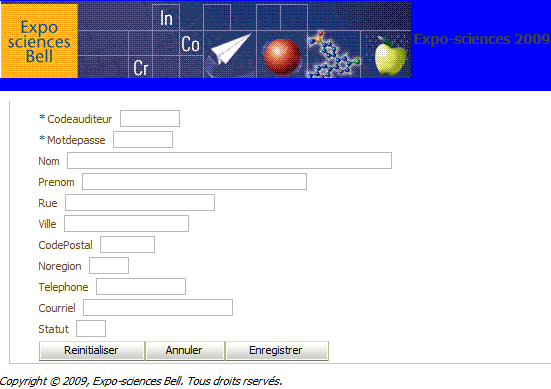 Expo
sciences
Bell
In
Co
Cr
Expo-sciences 2009
* Codeauditeur
* Motdepasse
Nom
Prenom
Rue
Ville
CodePostal
Noregion
Telephone
Courriel
Statut
Reinitialiser Annuler Enregistrer
Copyright © 2009, Expo-sciences Bell. Tous droits rservés.